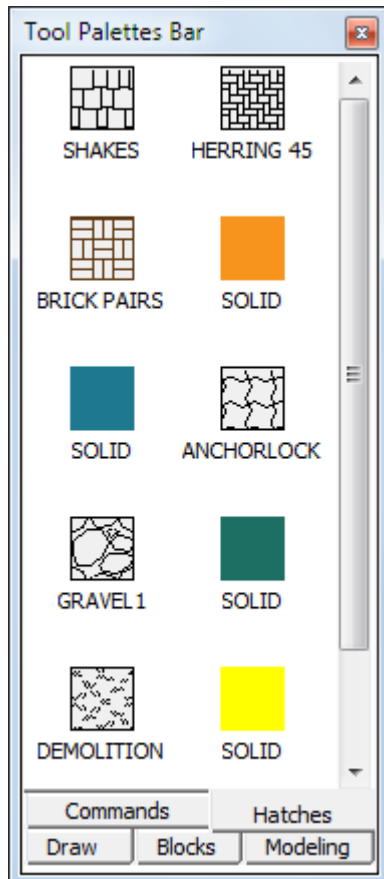 Tool Palettes Bar
SHAKES HERRING 45
BRICK PAIRS SOLID
SOLID ANCHORLOCK
GRAVEL1 SOLID
DEMOLITION SOLID
Commands Hatches
Draw Blocks Modeling